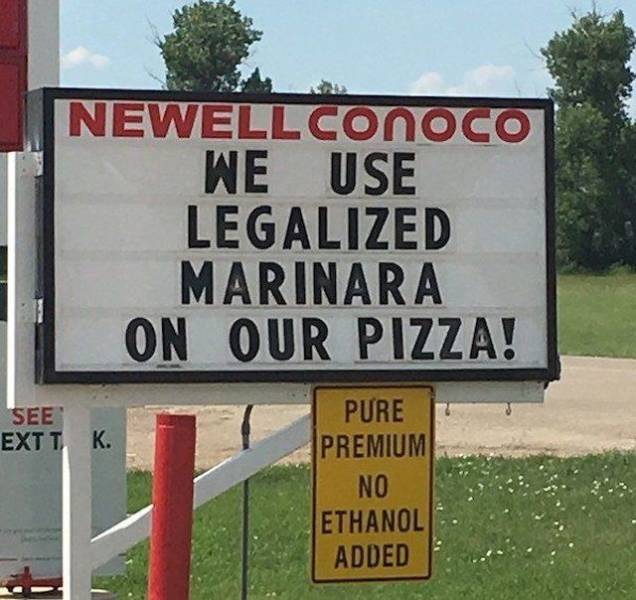 NEWELL CONOCO
WE USE
LEGALIZED
MARINARA
ON OUR PIZZA!
SEE
EXT T K.
PURE
PREMIUM
NO
ETHANOL
ADDED